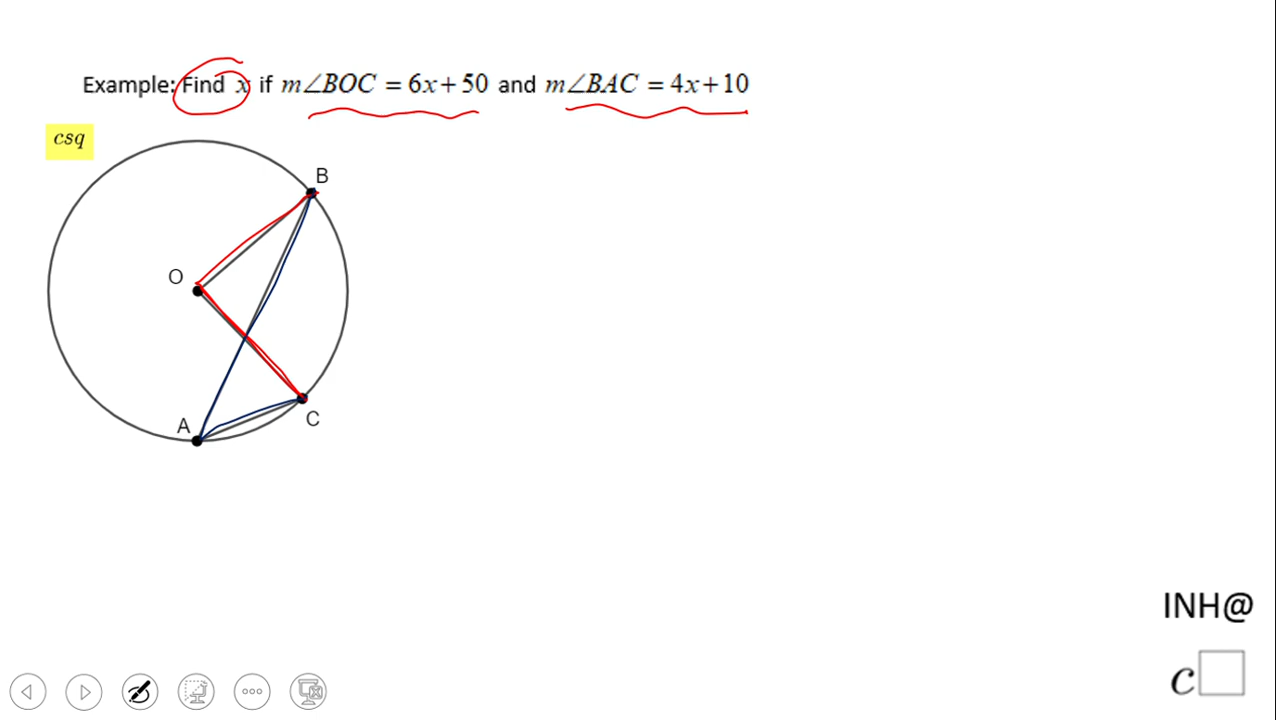 Example: Find x if m∠BOC = 6x + 50 and m∠BAC = 4x + 10
csq
B
O
A
C
INH@
c□